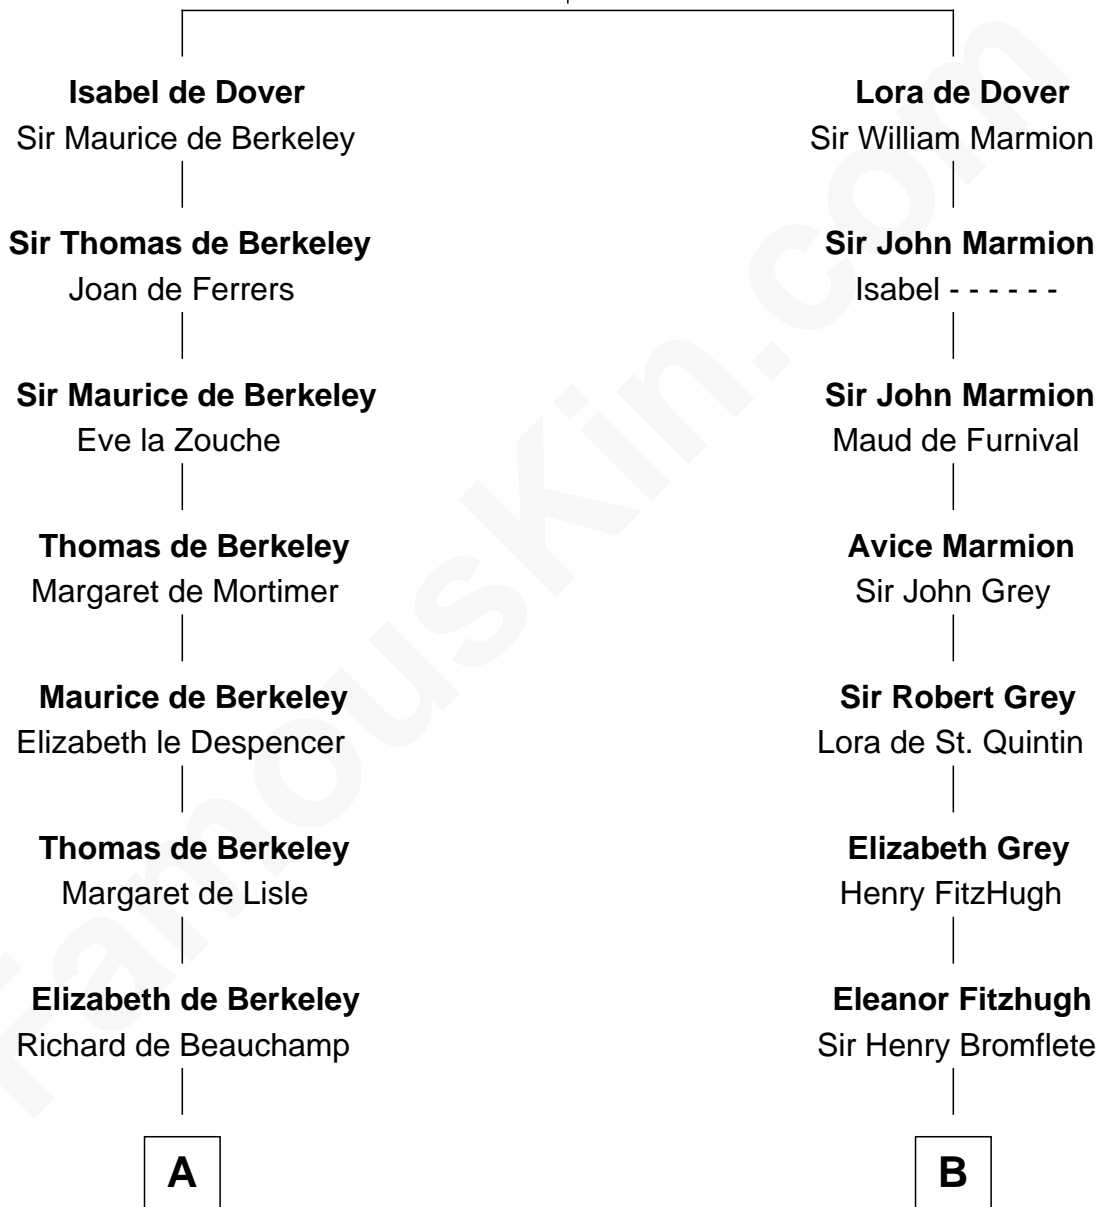 Isabel de Dover
Sir Maurice de Berkeley
Lora de Dover
Sir William Marmion
Sir Thomas de Berkeley
Joan de Ferrers
Sir John Marmion
Isabel - - - - - -
Sir Maurice de Berkeley
Eve la Zouche
Sir John Marmion
Maud de Furnival
Thomas de Berkeley
Margaret de Mortimer
Avice Marmion
Sir John Grey
Maurice de Berkeley
Elizabeth le Despencer
Sir Robert Grey
Lora de St. Quintin
Thomas de Berkeley
Margaret de Lisle
Elizabeth Grey
Henry FitzHugh
Elizabeth de Berkeley
Richard de Beauchamp
Eleanor Fitzhugh
Sir Henry Bromflete
A
B
FamousKin.com